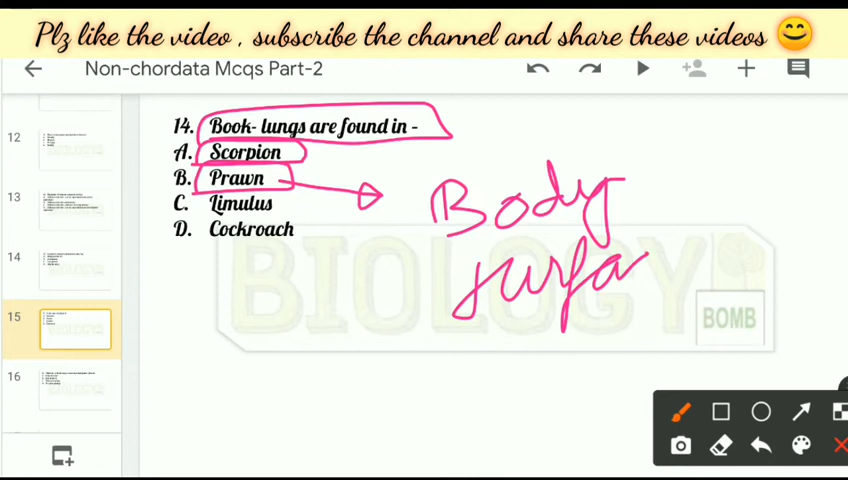 Plz like the video , subscribe the channel and share these videos 😊
Non-chordata Mcqs Part-2
12
13
14
15
16
14. Book- lungs are found in -
A. Scorpion
B. Prawn
C. Limulus
D. Cockroach
Body
surfa
BIOLOGY
BOMB